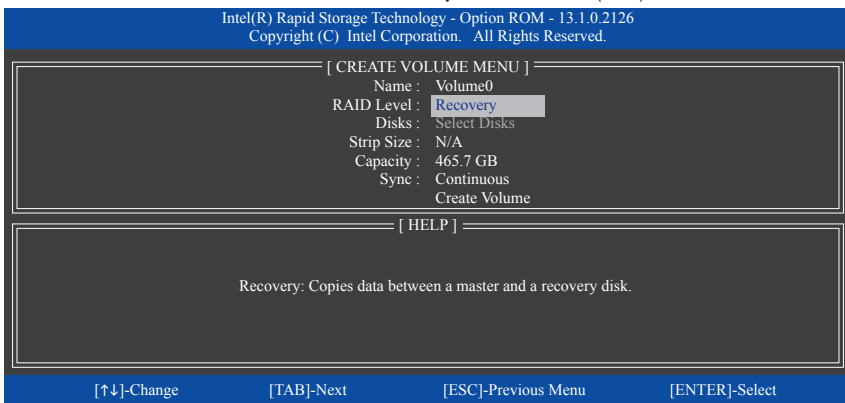 Intel(R) Rapid Storage Technology - Option ROM - 13.1.0.2126
Copyright (C) Intel Corporation. All Rights Reserved.
[ CREATE VOLUME MENU ]
Name : Volume0
RAID Level : Recovery
Disks : Select Disks
Strip Size : N/A
Capacity : 465.7 GB
Sync : Continuous
Create Volume
[ HELP ]
Recovery: Copies data between a master and a recovery disk.
[↑↓]-Change [TAB]-Next [ESC]-Previous Menu [ENTER]-Select